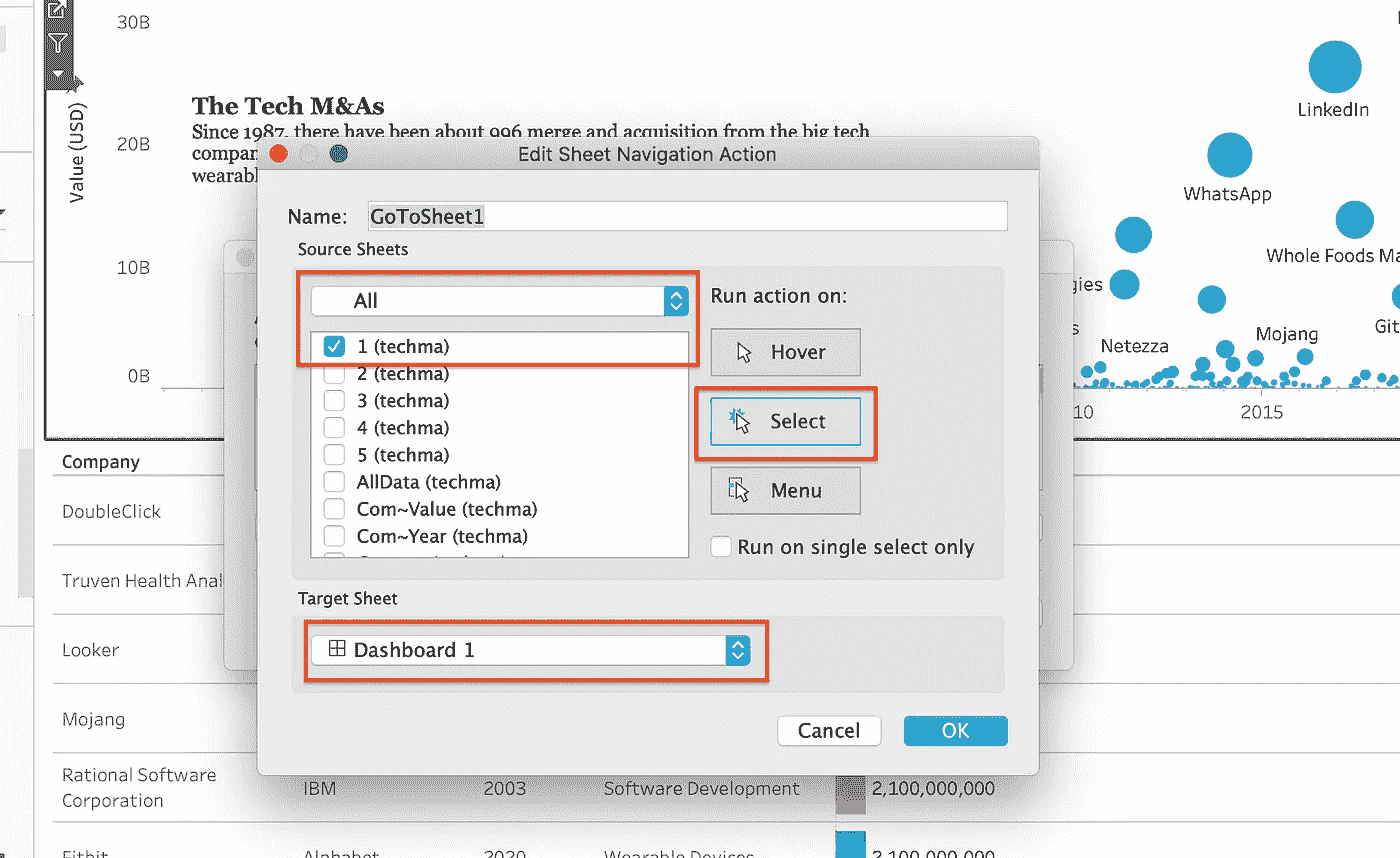 30B
The Tech M&As
Since 1987, there have been about 996 merge and acquisition from the big tech
compan
wearabl
Value (USD)
20B
10B
0B
LinkedIn
WhatsApp
Whole Foods Ma
gies
s
Netezza
Mojang
Git
10
2015
Edit Sheet Navigation Action
Name:
GoToSheet1
Source Sheets
All
1 (techma)
2 (techma)
3 (techma)
4 (techma)
5 (techma)
AllData (techma)
Com~Value (techma)
Com~Year (techma)
Run action on:
Hover
Select
Menu
Run on single select only
Target Sheet
Dashboard 1
Cancel
OK
Company
DoubleClick
Truven Health Anal
Looker
Mojang
Rational Software
Corporation
IBM
2003
Software Development
2,100,000,000
Fitbit
Alphabet
2020
Wearable Devices
2,100,000,000